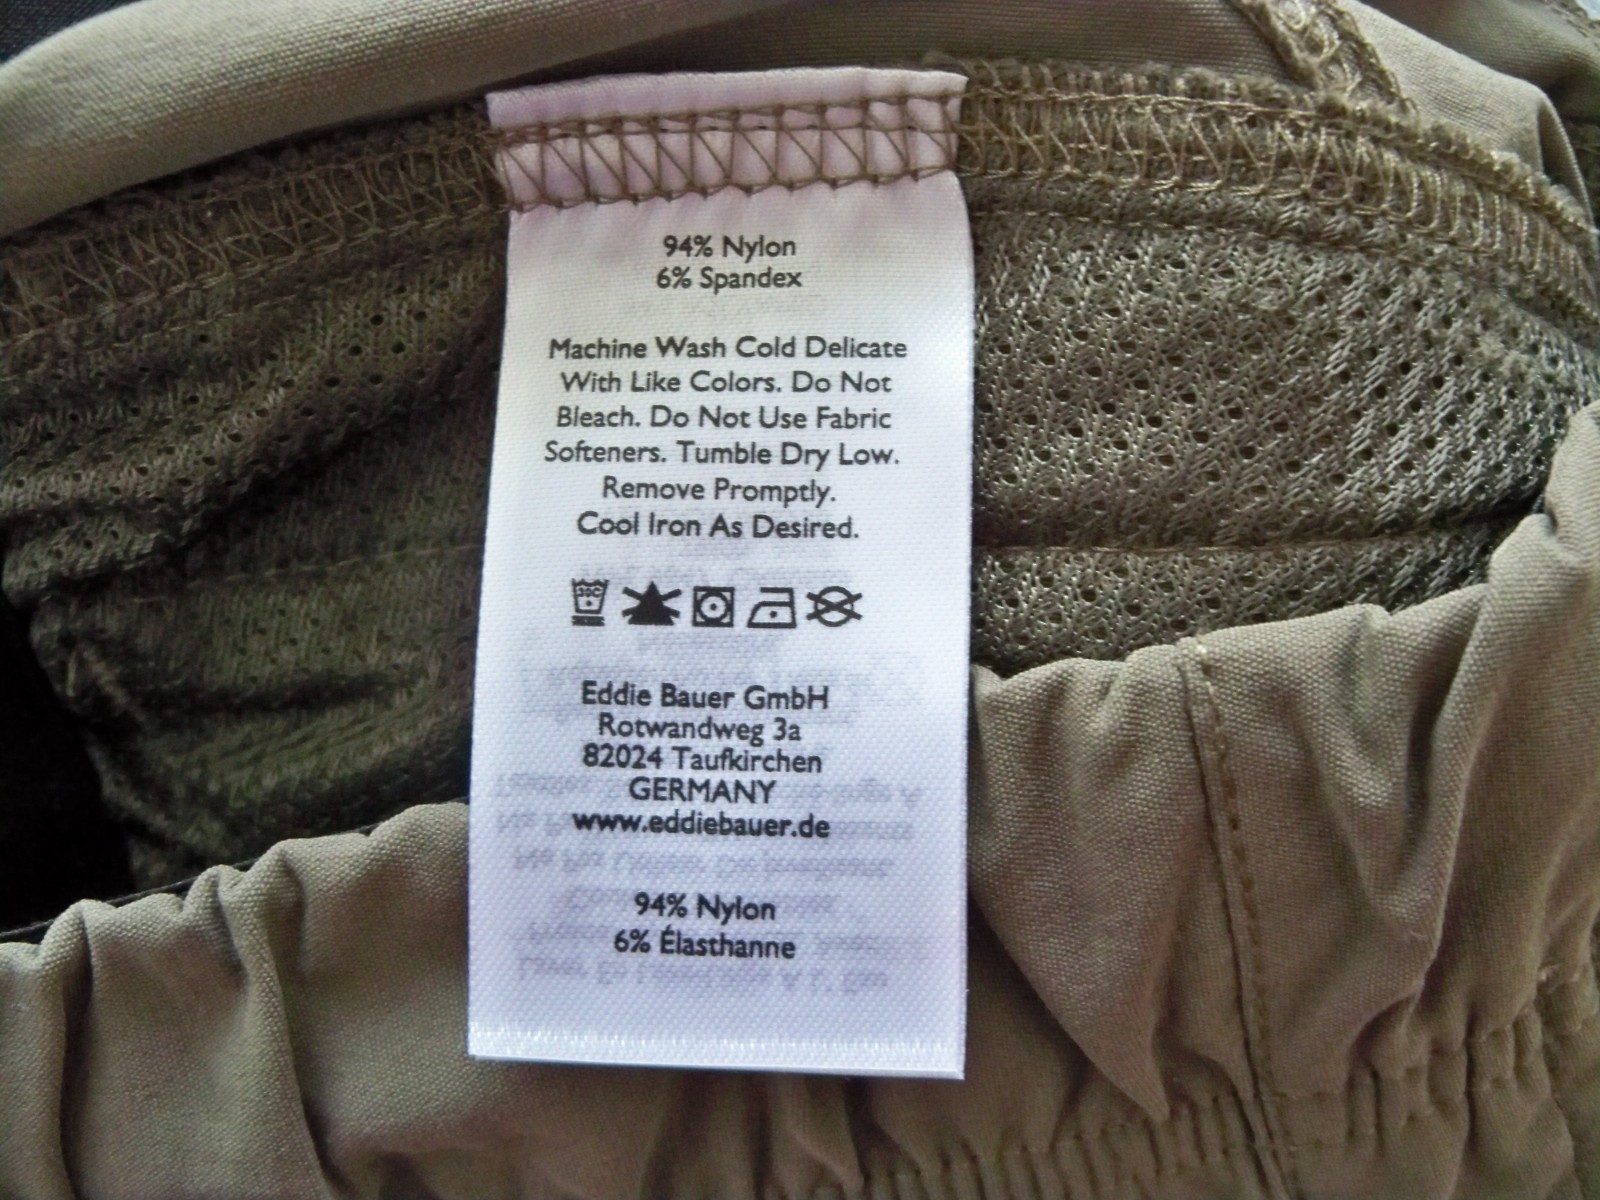 94% Nylon
6% Spandex
Machine Wash Cold Delicate
With Like Colors. Do Not
Bleach. Do Not Use Fabric
Softeners. Tumble Dry Low.
Remove Promptly.
Cool Iron As Desired.
30C
Eddie Bauer GmbH
Rotwandweg 3a
82024 Taufkirchen
GERMANY
www.eddiebauer.de
94% Nylon
6% Élasthanne